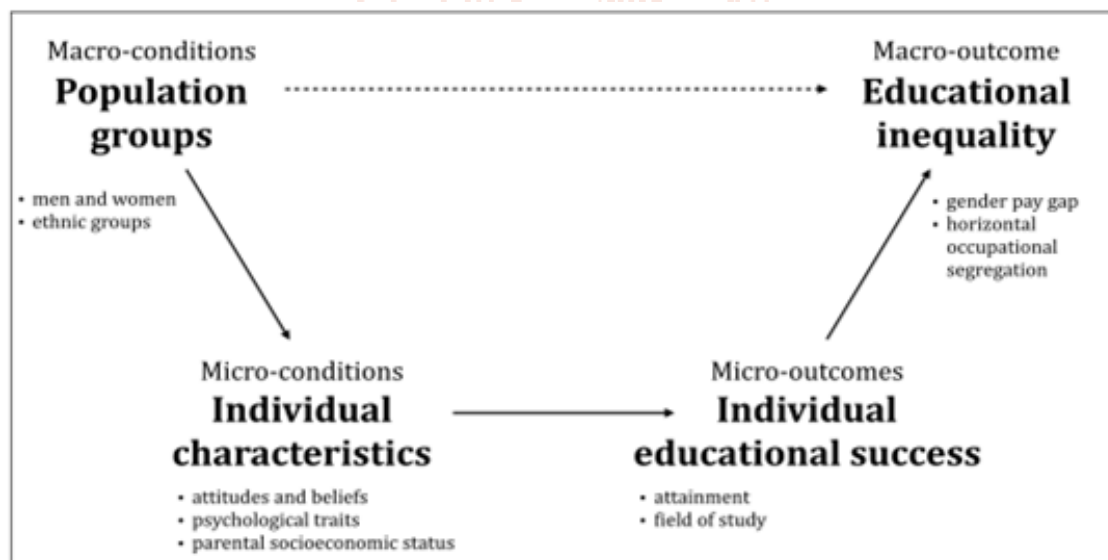 Macro-conditions
Population
groups
• men and women
• ethnic groups
Macro-outcome
Educational
inequality
• gender pay gap
• horizontal
occupational
segregation
Micro-conditions
Individual
characteristics
• attitudes and beliefs
• psychological traits
• parental socioeconomic status
Micro-outcomes
Individual
educational success
• attainment
• field of study